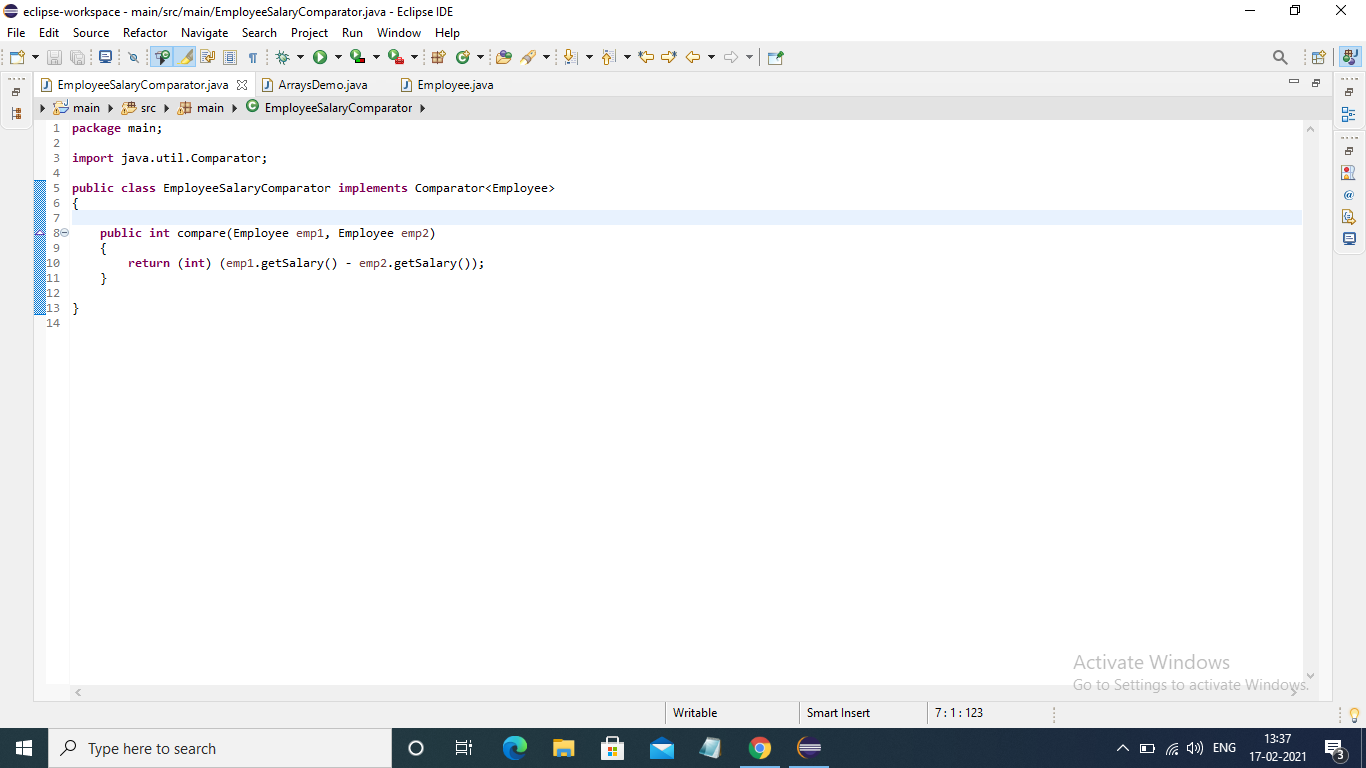 eclipse-workspace - main/src/main/EmployeeSalaryComparator.java - Eclipse IDE
File Edit Source Refactor Navigate Search Project Run Window Help
EmployeeSalaryComparator.java ArraysDemo.java Employee.java
main src main EmployeeSalaryComparator
1 package main;
2
3 import java.util.Comparator;
4
5 public class EmployeeSalaryComparator implements Comparator<Employee>
6 {
7
8 public int compare(Employee emp1, Employee emp2)
9 {
10 return (int) (emp1.getSalary() - emp2.getSalary());
11 }
12
13 }
14
Activate Windows
Go to Settings to activate Windows.
Writable Smart Insert 7 : 1 : 123
Type here to search
ENG
13:37
17-02-2021
3